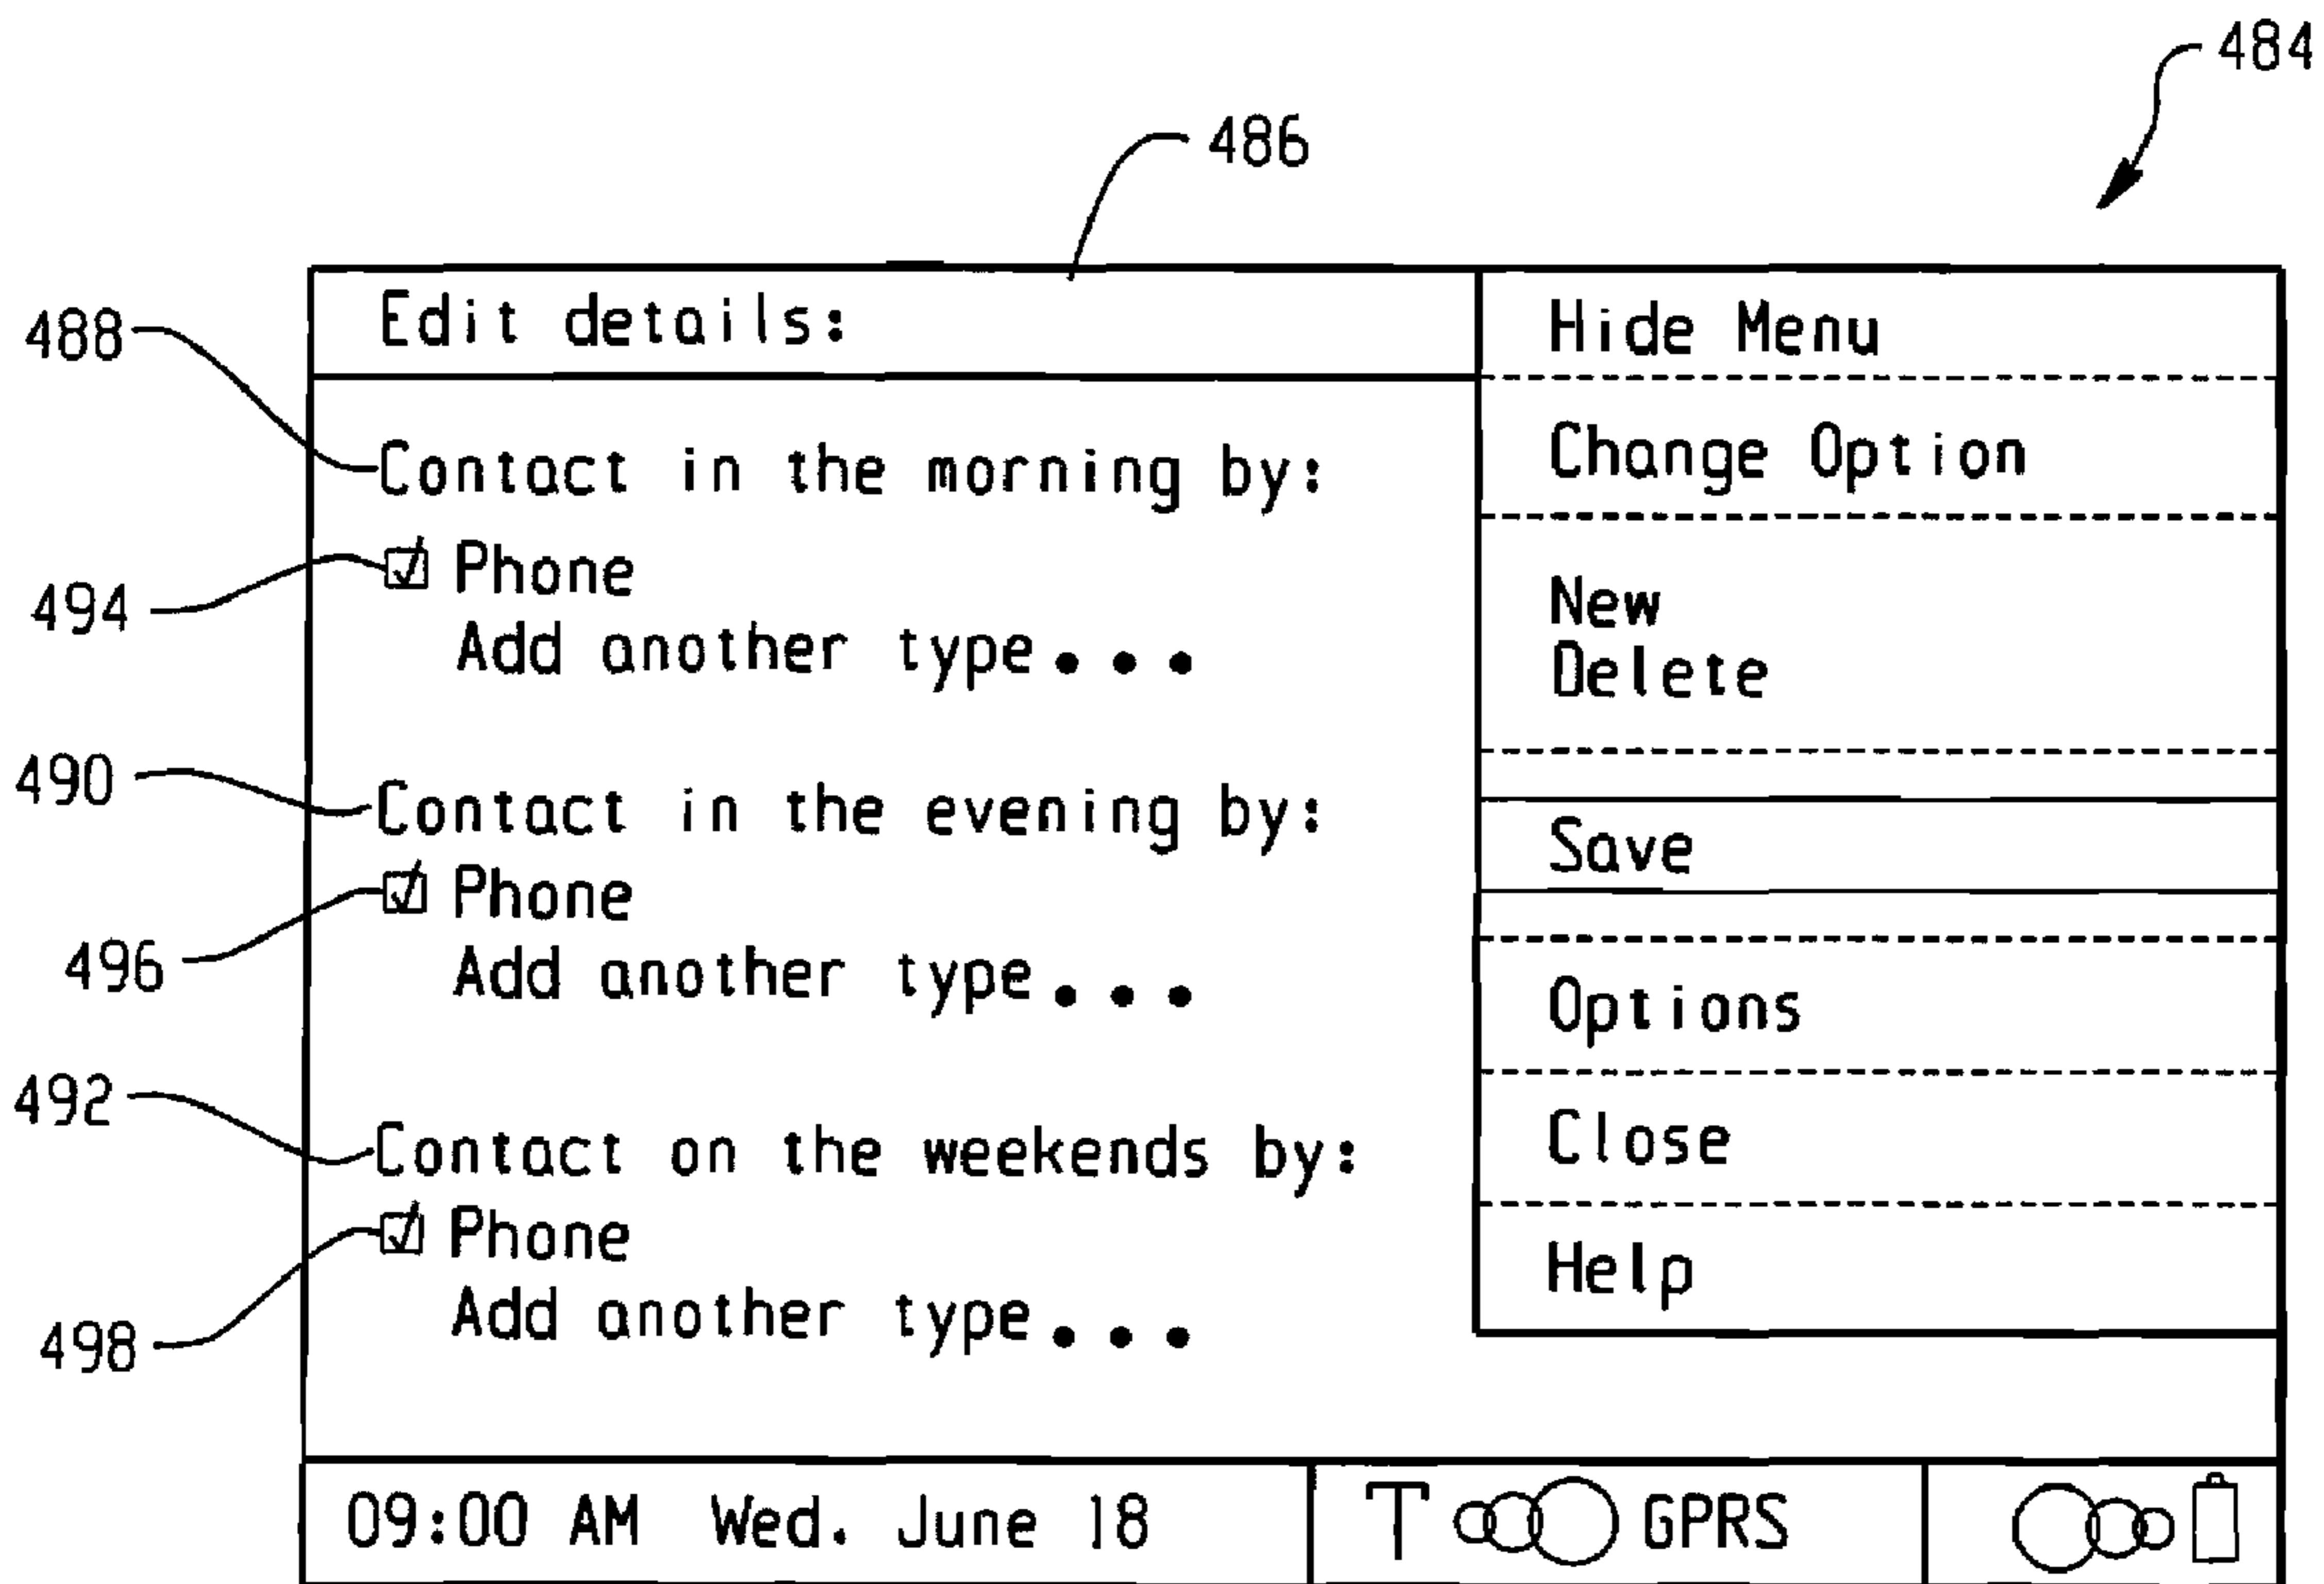 484
486
Edit details:
488
Contact in the morning by:
494
Phone
Add another type...
490
Contact in the evening by:
496
Phone
Add another type...
492
Contact on the weekends by:
498
Phone
Add another type...
Hide Menu
Change Option
New
Delete
Save
Options
Close
Help
09:00 AM Wed. June 18
T GPRS